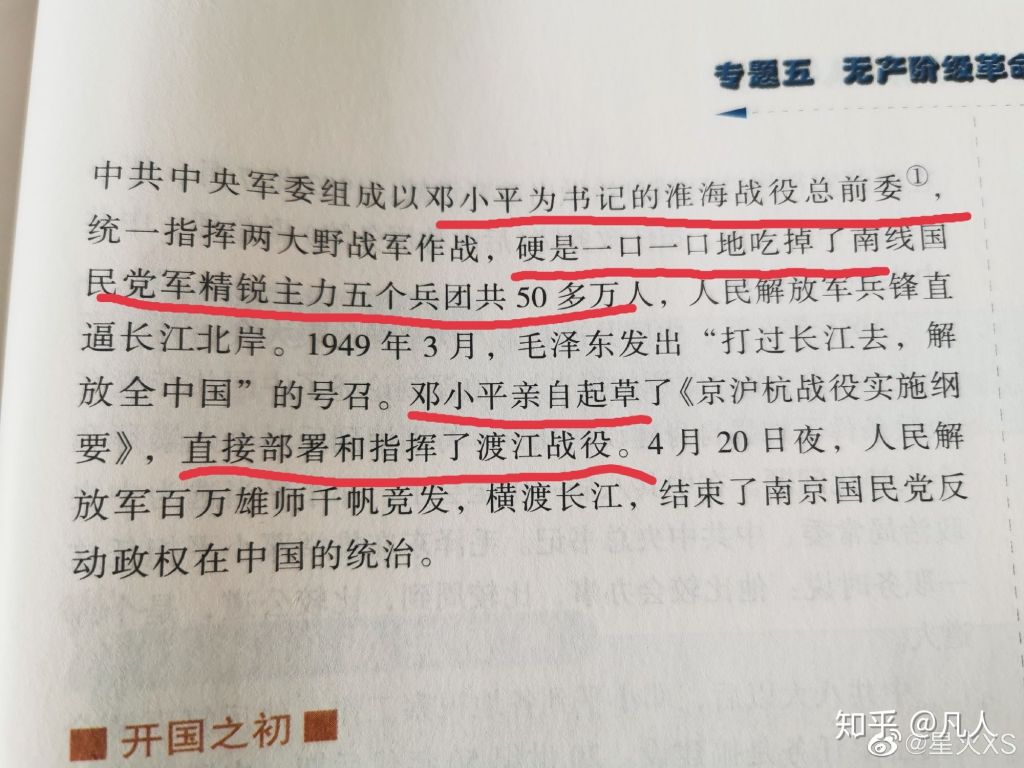 专题五 无产阶级革命
中共中央军委组成以邓小平为书记的淮海战役总前委①，
统一指挥两大野战军作战，硬是一口一口地吃掉了南线国
民党军精锐主力五个兵团共 50 多万人，人民解放军兵锋直
逼长江北岸。1949 年 3 月，毛泽东发出“打过长江去，解
放全中国”的号召。邓小平亲自起草了《京沪杭战役实施纲
要》，直接部署和指挥了渡江战役。4 月 20 日夜，人民解
放军百万雄师千帆竞发，横渡长江，结束了南京国民党反
动政权在中国的统治。
开国之初
知乎 @凡人
@星火XS